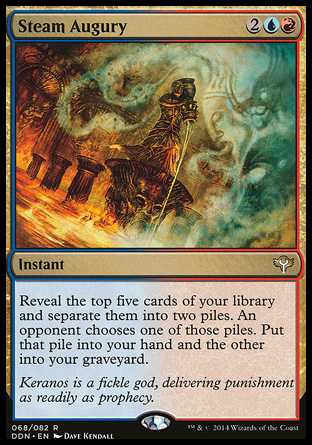 Steam Augury 2
Instant
Reveal the top five cards of your library
and separate them into two piles. An
opponent chooses one of those piles. Put
that pile into your hand and the other
into your graveyard.
Keranos is a fickle god, delivering punishment
as readily as prophecy.
068/082 R
DDN • EN Dave Kendall
™ & © 2014 Wizards of the Coast